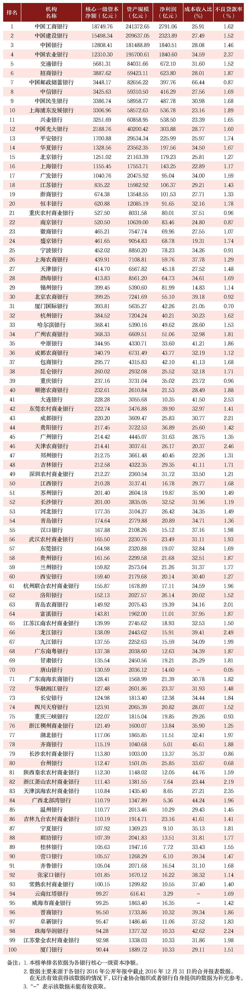 排名 机构名称 核心一级资本净额(亿元) 资产规模(亿元) 净利润(亿元) 成本收入比(%) 不良贷款率(%)
1 中国工商银行 18749.76 241372.65 2791.06 25.91 1.62
2 中国建设银行 15498.34 209637.05 2323.89 27.49 1.52
3 中国银行 12808.41 181488.89 1840.51 28.08 1.46
4 中国农业银行 12310.30 195700.61 1840.60 34.59 2.37
5 交通银行 5681.31 84031.66 672.10 31.60 1.52
6 招商银行 3887.62 59423.11 623.80 28.01 1.87
7 中国邮政储蓄银行 3448.17 82656.22 397.76 66.44 0.87
8 中信银行 3425.63 59310.50 416.29 27.56 1.69
9 中国民生银行 3386.74 58958.77 487.78 30.98 1.68
10 上海浦东发展银行 3306.96 58572.63 536.78 23.16 1.89
11 兴业银行 3251.69 60858.95 538.50 23.39 1.65
12 中国光大银行 2188.76 40200.42 303.88 28.77 1.60
13 平安银行 1700.88 29534.34 225.99 25.97 1.74
14 华夏银行 1328.56 23562.35 197.56 34.50 1.67
15 北京银行 1251.02 21163.39 179.23 25.81 1.27
16 上海银行 1155.45 17553.71 143.25 22.89 1.17
17 广发银行 1040.76 20475.92 95.04 34.00 1.59
18 江苏银行 835.22 15982.92 106.37 29.21 1.43
19 浙商银行 674.38 13548.55 101.53 27.71 1.33
20 恒丰银行 620.88 12085.19 91.65 32.16 1.78
21 重庆农村商业银行 527.50 8031.58 80.01 37.51 0.96
22 南京银行 520.50 10639.00 83.46 24.80 0.87
23 徽商银行 465.21 7547.74 69.96 27.55 1.07
24 盛京银行 461.65 9054.83 68.78 19.31 1.74
25 宁波银行 452.02 8850.20 78.23 34.26 0.91
26 上海农商银行 439.91 7108.81 59.76 37.78 1.29
27 天津银行 414.70 6567.82 45.18 27.52 1.48
28 渤海银行 413.83 8561.20 64.73 34.61 1.69
29 锦州银行 399.45 5390.60 81.99 14.83 1.14
30 北京农商银行 399.25 7241.69 55.10 39.18 0.92
31 厦门国际银行 393.81 5635.27 42.26 21.05 0.70
32 杭州银行 384.52 7204.24 40.21 30.23 1.62
33 哈尔滨银行 368.41 5390.16 49.62 28.60 1.53
34 广州农商银行 368.33 6609.51 51.06 32.98 1.81
35 中原银行 344.95 4330.71 33.60 41.21 1.86
36 成都农商银行 340.79 6731.49 43.77 32.19 1.12
37 包商银行 295.77 4315.83 42.10 41.13 1.68
38 昆仑银行 260.02 2932.08 25.52 32.18 1.71
39 重庆银行 237.16 3731.04 35.02 23.72 0.96
40 顺德农商银行 232.61 2610.84 21.53 28.49 1.88
41 大连银行 228.28 3055.68 10.35 41.50 2.53
42 东莞农村商业银行 222.74 3476.88 39.90 32.97 1.41
43 成都银行 220.20 3609.47 25.83 30.77 2.21
44 贵阳银行 217.45 3722.53 36.89 25.60 1.42
45 广州银行 214.42 4445.07 31.63 28.75 1.35
46 天津农商银行 214.41 3037.61 26.17 20.37 2.46
47 郑州银行 212.75 3661.48 40.45 22.26 1.31
48 吉林银行 212.58 4322.35 29.35 41.11 1.71
49 深圳农村商业银行 212.27 2360.54 31.72 33.50 1.21
50 江西银行 210.28 3137.41 16.78 29.77 1.68
51 苏州银行 201.40 2604.18 19.87 35.90 1.49
52 长沙银行 201.00 3835.05 32.52 31.96 1.19
53 河北银行 177.35 3104.27 26.42 34.35 1.49
54 青岛银行 174.64 2779.88 20.89 34.71 1.36
55 汉口银行 167.88 2108.26 15.12 37.16 1.98
56 武汉农村商业银行 165.50 2230.76 23.49 31.11 1.93
57 东莞银行 164.98 2320.88 19.07 32.84 1.69
58 贵州银行 161.56 2299.58 21.68 32.51 1.87
59 兰州银行 159.82 2573.64 21.26 31.37 1.77
60 西安银行 159.40 2179.68 20.14 30.40 1.27
61 杭州联合农村商业银行 155.87 1678.89 17.11 34.59 1.96
62 洛阳银行 152.13 2027.57 26.14 20.02 1.52
63 青岛农商银行 149.92 2075.43 19.39 34.16 2.01
64 富滇银行 143.81 1962.00 11.01 37.95 1.87
65 江苏江南农村商业银行 139.99 2745.62 18.93 32.53 1.50
66 龙江银行 138.09 2443.62 15.91 39.41 2.49
67 九江银行 137.55 2252.63 15.59 34.09 1.99
68 广东南粤银行 137.38 2038.60 12.63 34.39 1.87
69 甘肃银行 135.54 2450.56 19.21 25.29 1.81
70 唐山银行 130.59 2036.12 14.60 – 0.05
71 广东南海农商银行 128.41 1568.99 21.39 30.78 1.82
72 华融湘江银行 127.48 2601.86 23.37 31.93 1.48
73 长安银行 124.98 1813.40 12.38 34.44 1.84
74 四川天府银行 123.91 2065.39 20.82 28.07 1.52
75 重庆三峡银行 122.07 1815.04 19.85 29.26 0.93
76 浙江稠州商业银行 121.49 1600.07 13.84 35.90 1.25
77 湖北银行 117.06 1865.85 11.51 32.41 1.97
78 齐商银行 115.19 1040.68 5.01 45.61 1.88
79 长沙农村商业银行 113.80 1003.00 13.37 35.37 0.86
80 台州银行 112.47 1501.05 25.85 33.67 0.68
81 陕西秦农农村商业银行 112.30 1148.02 12.05 44.76 1.59
82 浙江萧山农村商业银行 111.43 1381.55 7.64 23.44 2.19
83 天津滨海农村商业银行 110.84 1435.40 8.65 27.21 2.35
84 广西北部湾银行 110.79 1347.89 5.36 44.24 1.96
85 温州银行 110.77 2013.46 10.29 29.43 1.45
86 吉林九台农村商业银行 110.19 1914.71 23.16 41.61 1.41
87 宁夏银行 107.92 1369.23 9.10 35.13 1.81
88 廊坊银行 107.39 2041.83 13.51 31.81 1.77
89 桂林银行 105.63 1947.16 7.72 33.43 1.55
90 营口银行 105.57 1268.29 6.10 39.34 1.47
91 齐鲁银行 105.04 2071.68 16.54 31.10 1.68
92 张家口银行 101.85 1670.12 16.22 38.32 1.14
93 常熟农村商业银行 100.15 1299.82 10.55 37.40 1.40
94 云南红塔银行 99.27 616.41 3.29 – 1.69
95 威海市商业银行 99.25 1863.40 16.35 – 1.42
96 晋商银行 95.50 1733.86 10.32 39.34 1.86
97 阜新银行 95.47 1486.46 11.06 37.52 1.83
98 珠海华润银行 94.28 1377.32 10.33 42.62 2.24
99 江苏紫金农村商业银行 92.98 1338.03 10.33 31.86 1.98
100 厦门银行 90.44 1889.72 10.33 29.11 1.51
备注：1. 本榜单排名依据为各银行核心一级资本净额。
2. 数据主要来源于各银行2016年公开年报中截止2016年12月31日的合并报表数据。
在无法有效获得该数据的情况下，以行业协会组织或者银行自身提供的数据为补充参考。
3.“–”表示该数据未能有效获取。